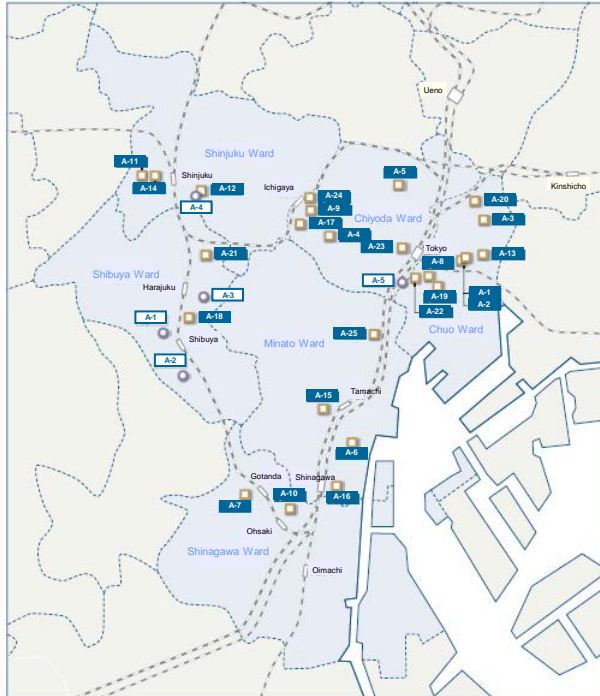 Ueno
A-11
Shinjuku Ward
A-5
Shinjuku
Ichigaya
A-14
A-12
A-24
Kinshicho
A-4
A-9
A-20
Chiyoda Ward
A-17
A-3
A-4
A-23
Tokyo
A-21
A-8
A-13
Shibuya Ward
A-5
Harajuku
A-3
A-19
A-1
A-2
A-22
A-1
A-18
Chuo Ward
Shibuya
Minato Ward
A-25
A-2
Tamachi
A-15
A-6
Gotanda
Shinagawa
A-10
A-16
A-7
Ohsaki
Shinagawa Ward
Oimachi